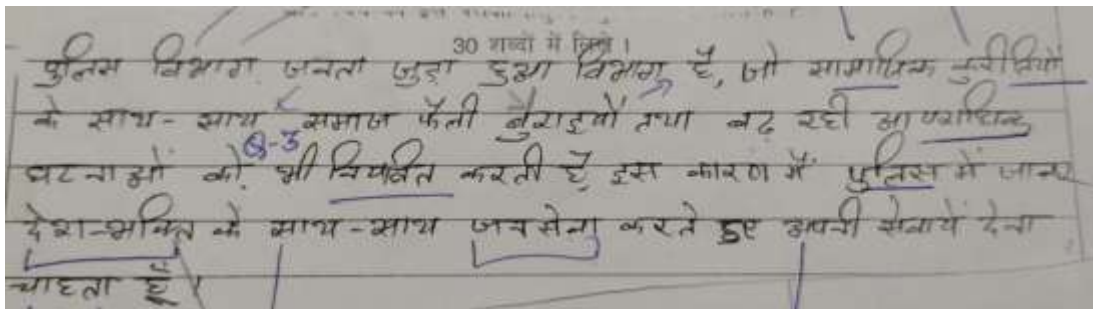 30 शब्दों में लिखें।
पुलिस विभाग जनता जुड़ा हुआ विभाग है, जो सामाजिक कुरीतियों
के साथ-साथ समाज फैली बुराइयों तथा बढ़ रही आपराधिक
Q-3
घटनाओं को भी नियंत्रित करती है, इस कारण मैं पुलिस में जाकर
देश-भक्ति के साथ-साथ जनसेवा करते हुए अपनी सेवायें देना
चाहता हूँ।